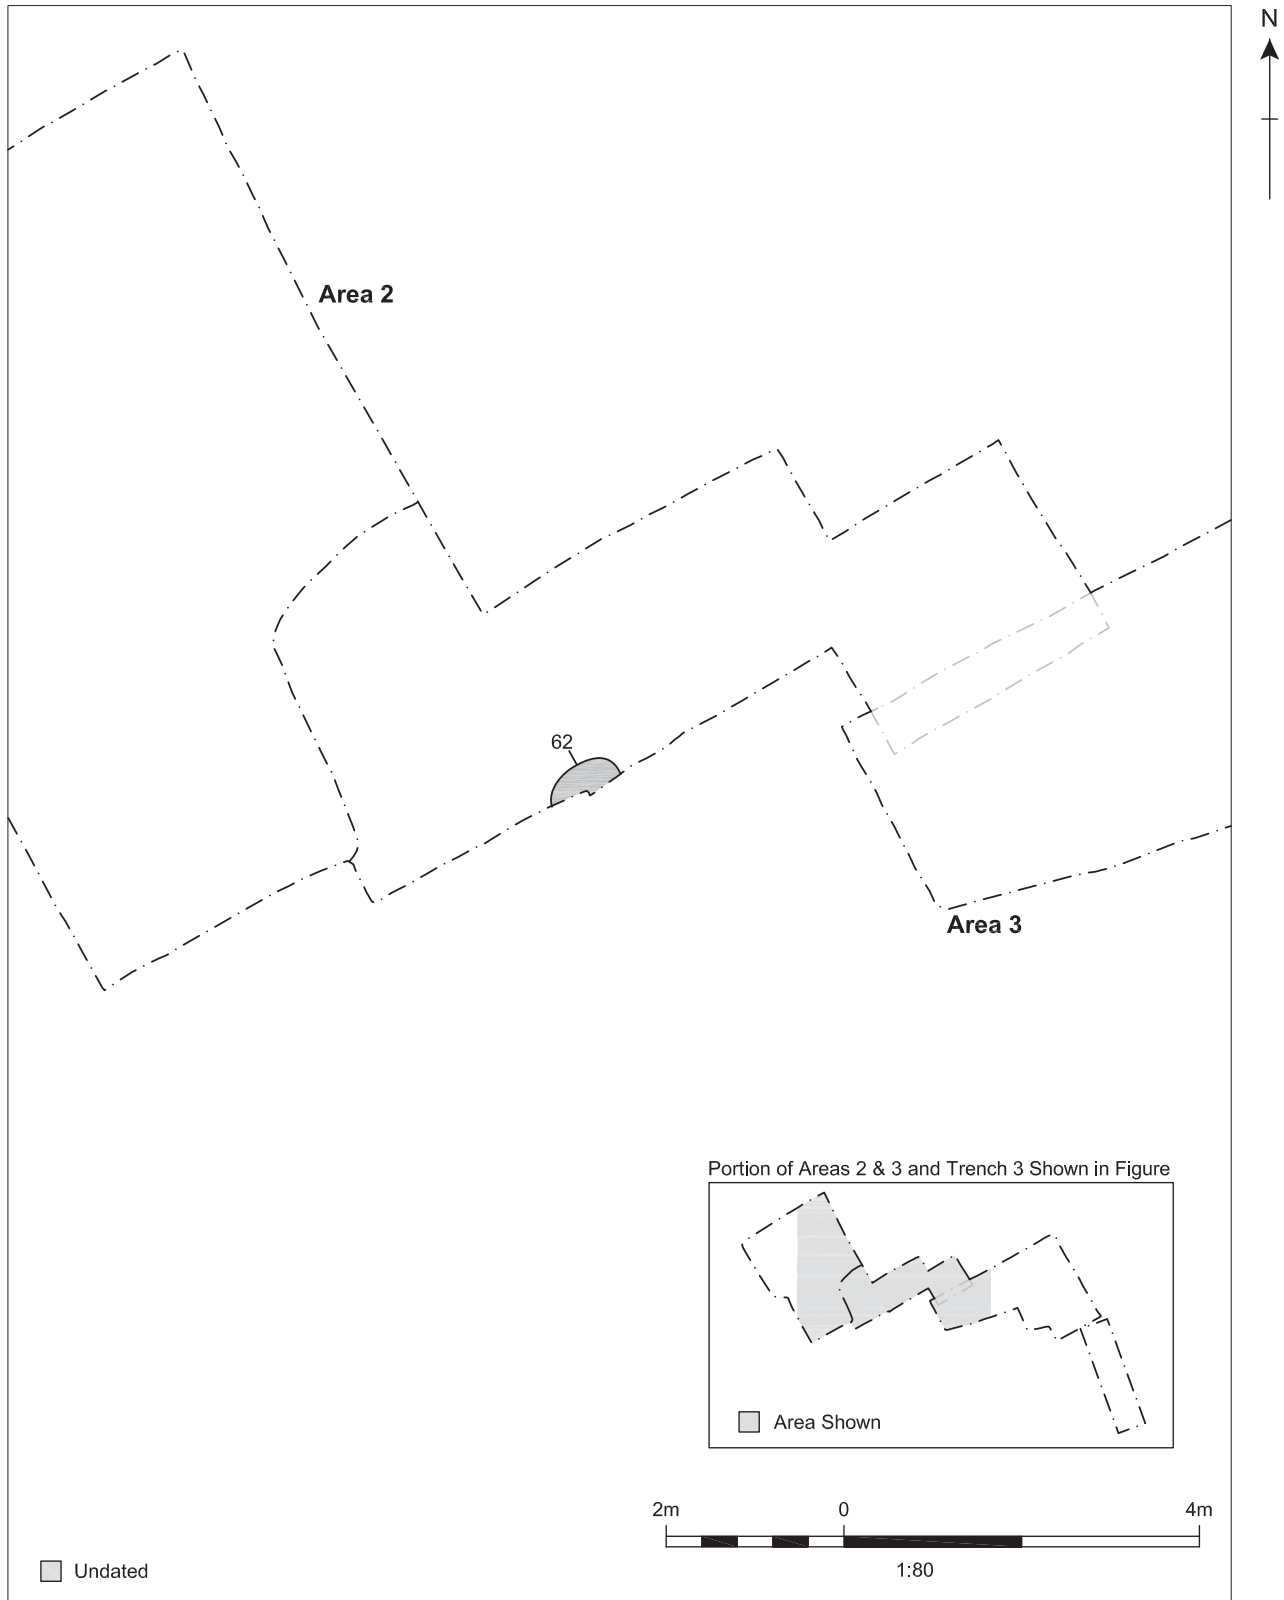 N
Area 2
62
Area 3
Portion of Areas 2 & 3 and Trench 3 Shown in Figure
Area Shown
2m 0 4m
1:80
Undated